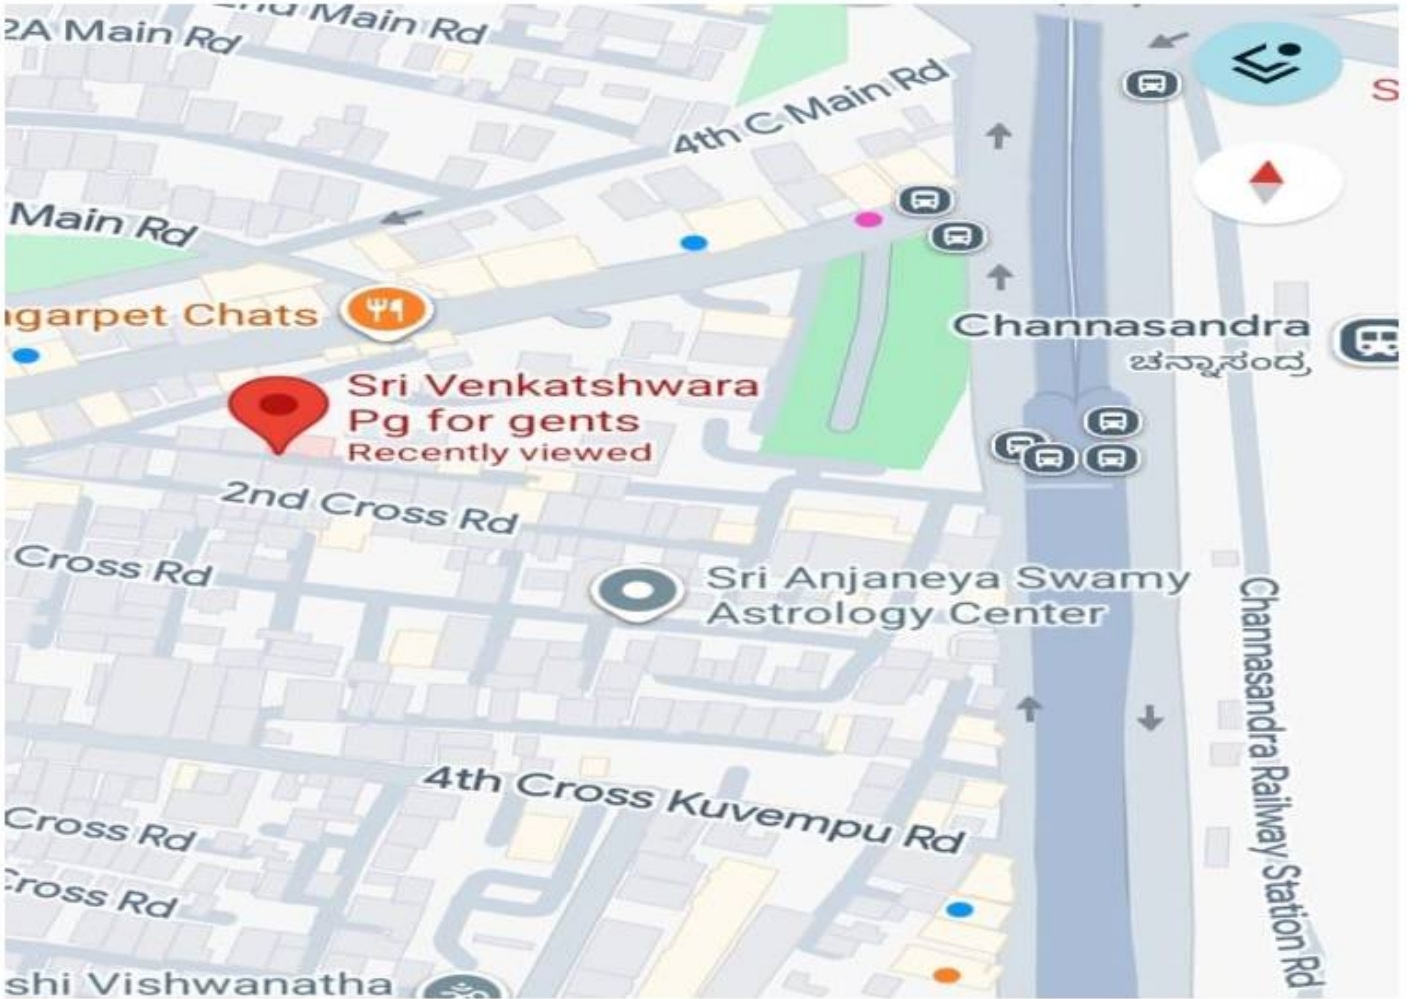 2nd Main Rd
2A Main Rd
4th C Main Rd
S
Main Rd
ngarpet Chats
Channasandra
ಚನ್ನಾಸಂದ್ರ
Sri Venkatshwara
Pg for gents
Recently viewed
2nd Cross Rd
Cross Rd
Sri Anjaneya Swamy
Astrology Center
Channasandra Railway Station Rd
4th Cross Kuvempu Rd
Cross Rd
Cross Rd
shi Vishwanatha